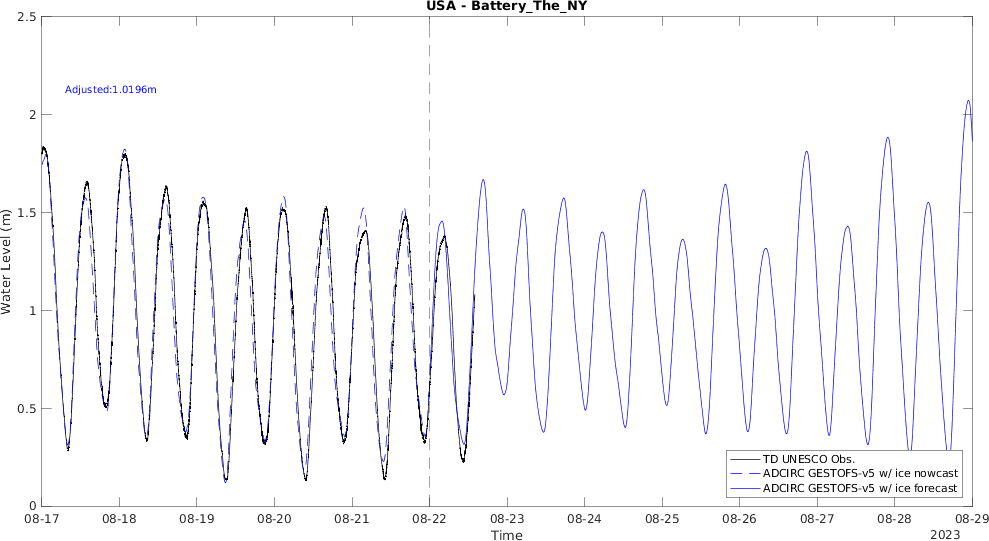 USA - Battery_The_NY
2.5
2
1.5
1
0.5
0
Water Level (m)
Adjusted:1.0196m
TD UNESCO Obs.
ADCIRC GESTOFS-v5 w/ ice nowcast
ADCIRC GESTOFS-v5 w/ ice forecast
08-17 08-18 08-19 08-20 08-21 08-22 08-23 08-24 08-25 08-26 08-27 08-28 08-29
Time
2023